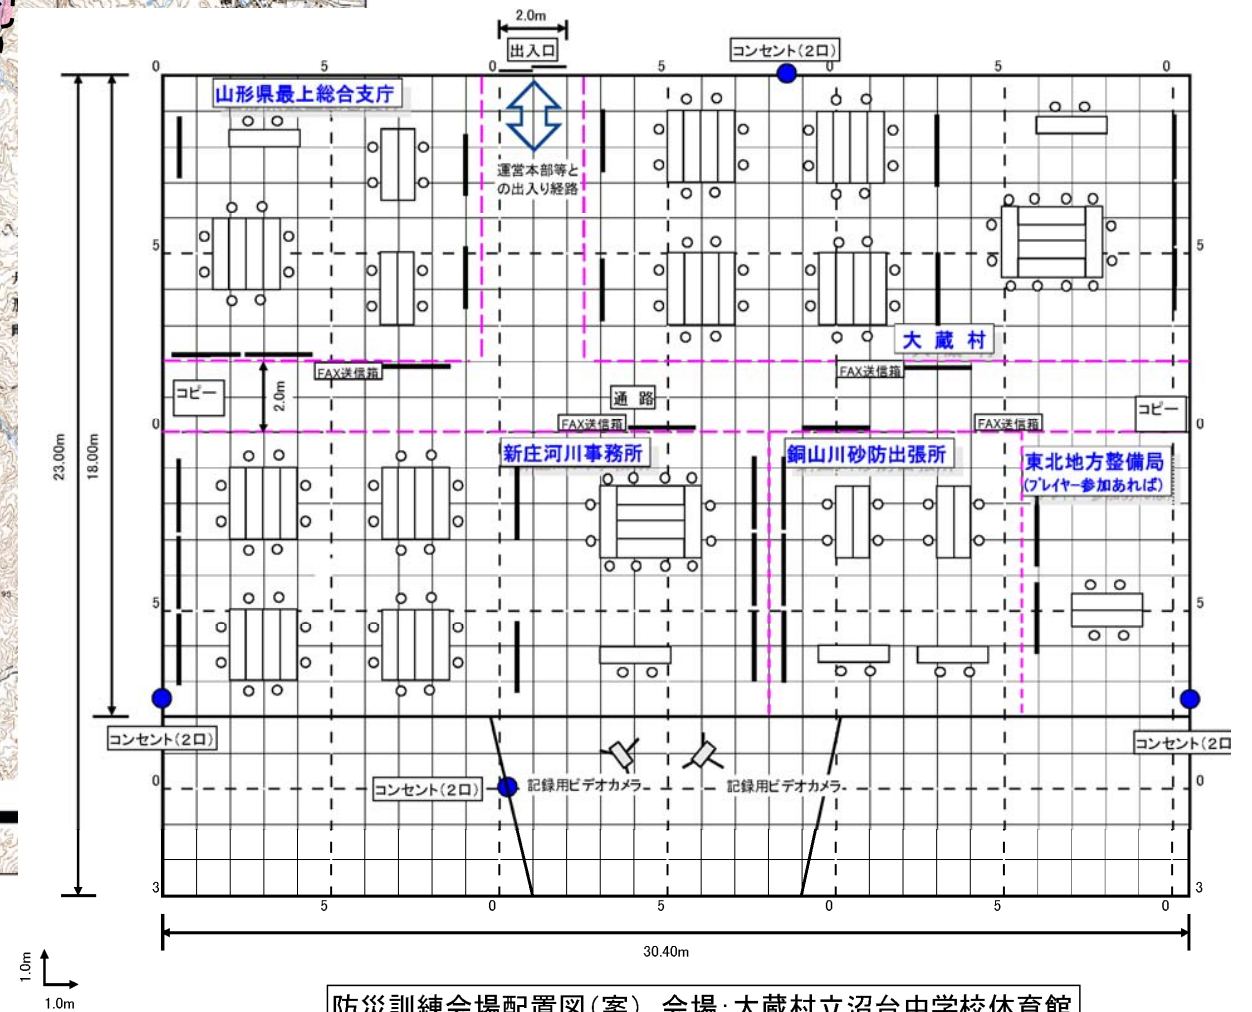 2.0m
出入口
コンセント(2口)
0 5 0 5 0 5 0
山形県最上総合支庁
運営本部等と
の出入り経路
5 5
大 蔵 村
FAX送信箱
FAX送信箱
コピー
2.0m
通 路
コピー
0 FAX送信箱 FAX送信箱 0
新庄河川事務所
銅山川砂防出張所
東北地方整備局
(プレイヤー参加あれば)
23.00m
18.00m
5 5
コンセント(2口)
コンセント(2口
0 コンセント(2口) 記録用ビデオカメラ 記録用ビデオカメラ 0
3 3
5 0 5 0 5 0
30.40m
1.0m
1.0m
防災訓練会場配置図(案) 会場:大蔵村立沼台中学校体育館